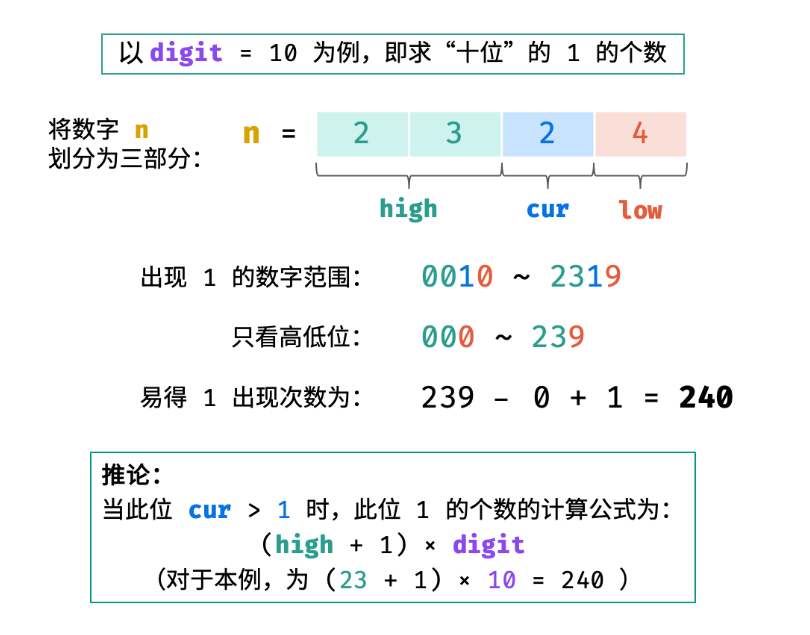 以 digit = 10 为例，即求“十位”的 1 的个数
将数字 n
划分为三部分：
n = 2 3 2 4
high cur low
出现 1 的数字范围： 0010 ~ 2319
只看高低位： 000 ~ 239
易得 1 出现次数为： 239 - 0 + 1 = 240
推论：
当此位 cur > 1 时，此位 1 的个数的计算公式为：
(high + 1) × digit
（对于本例，为 (23 + 1) × 10 = 240 ）